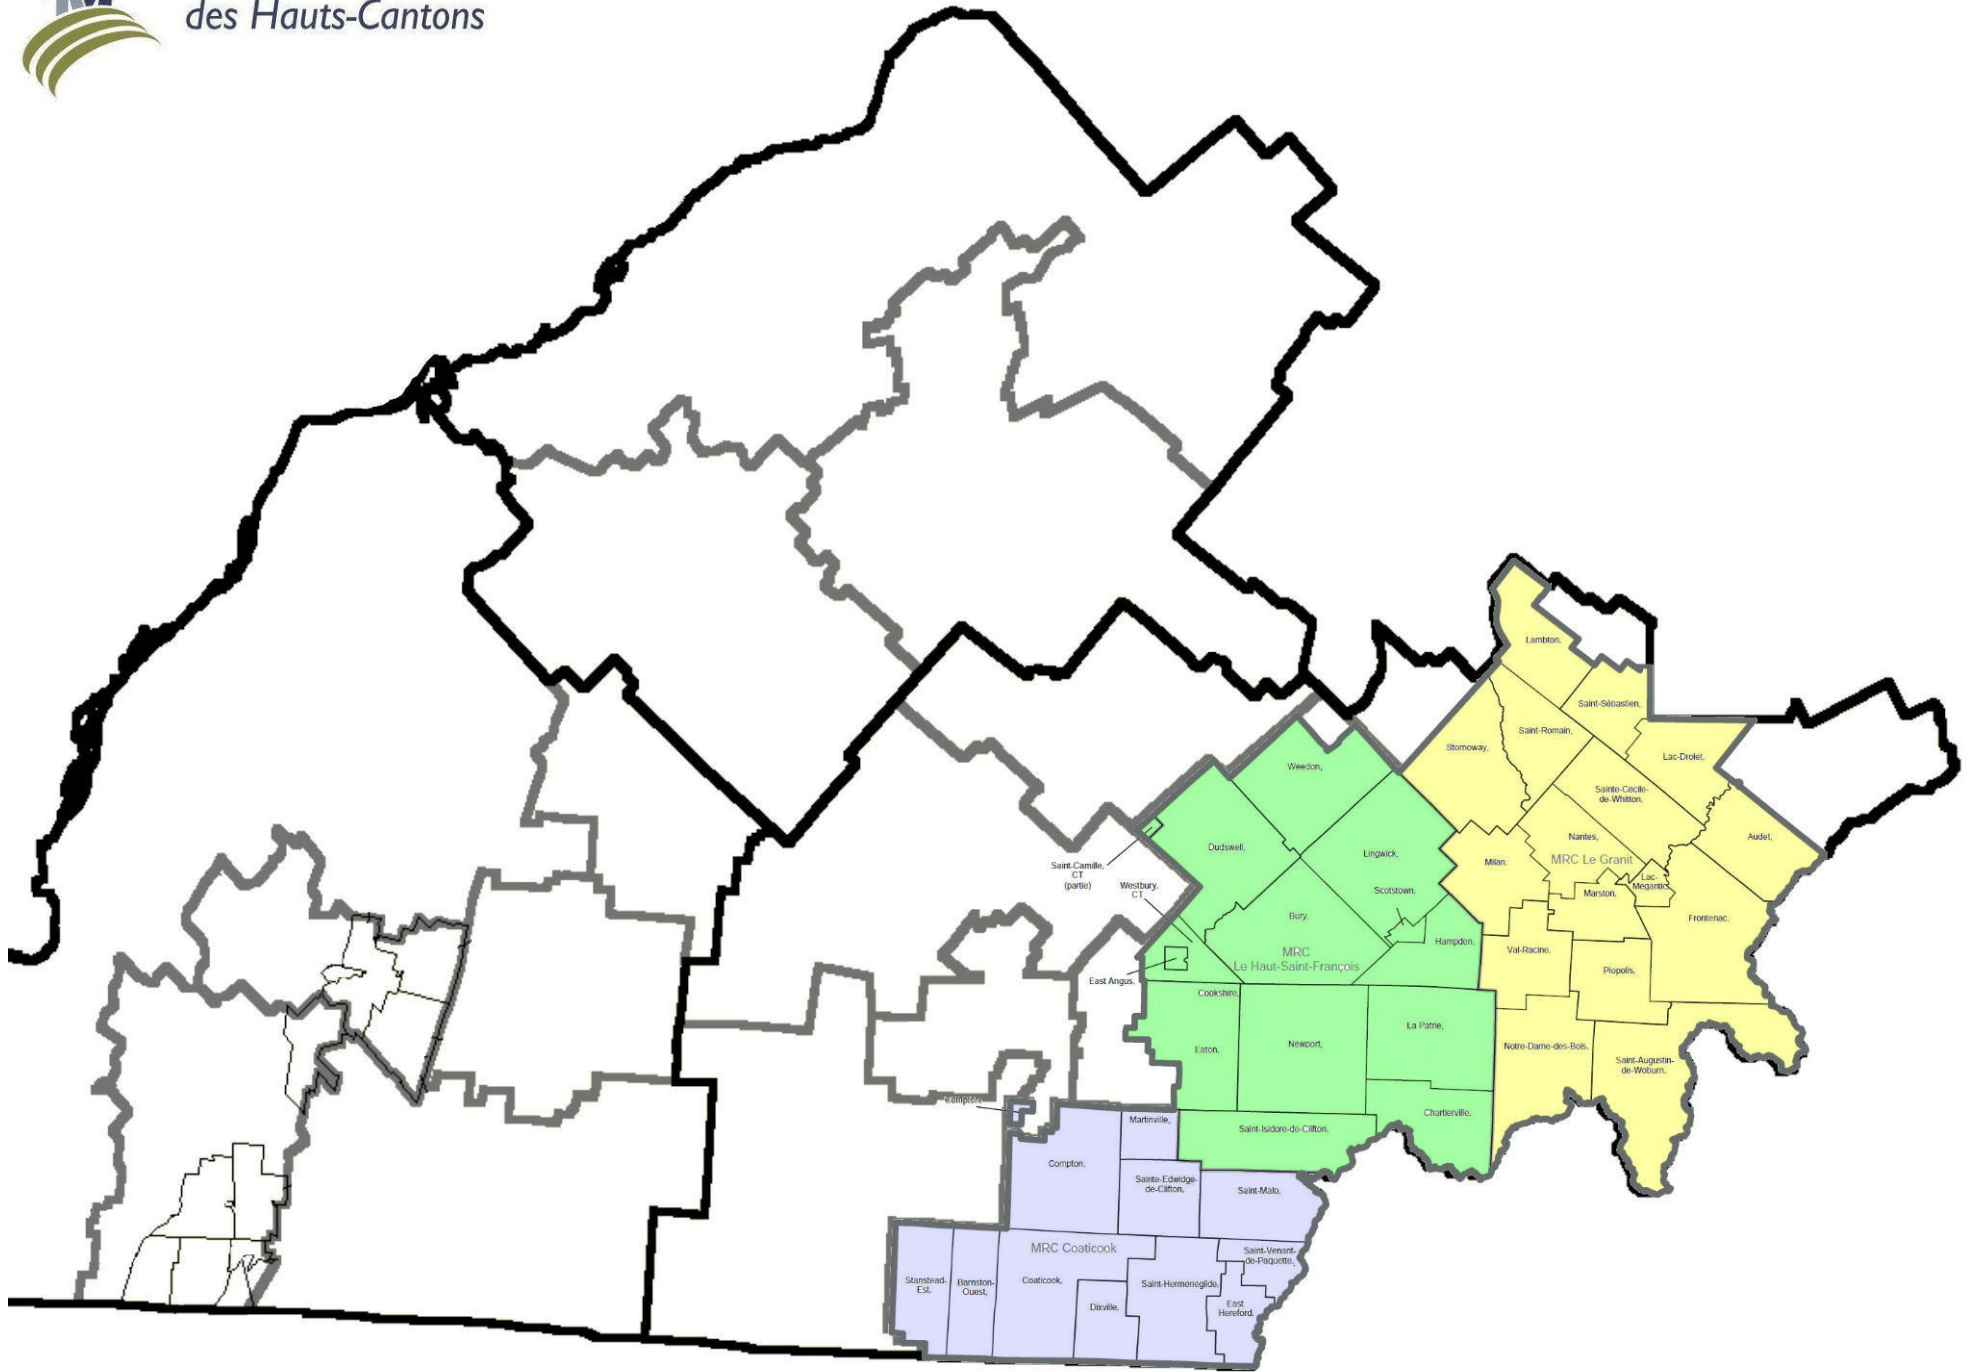 des Hauts-Cantons
Lambton,
Saint-Sébastien,
Saint-Romain,
Stornoway,
Lac-Drolet,
Weedon,
Sainte-Cécile-
de-Whitton,
Nantes,
Audet,
Dudswell,
Lingwick,
MRC Le Granit
Milan,
Saint-Camille,
CT
(partie)
Westbury,
CT
Lac-
Megantic,
Marston,
Scotstown,
Bury,
Frontenac,
Hampden,
MRC
Le Haut-Saint-François
Val-Racine,
Piopolis,
East Angus,
Cookshire,
La Patrie,
Eaton,
Newport,
Notre-Dame-des-Bois,
Saint-Augustin-
de-Woburn,
Compton,
Chartierville,
Martinville,
Saint-Isidore-de-Clifton,
Compton,
Sainte-Edwidge-
de-Clifton,
Saint-Malo,
MRC Coaticook
Saint-Venant-
de-Paquette,
Stanstead-
Est,
Barnston-
Ouest,
Coaticook,
Saint-Herménégilde,
Dixville,
East
Hereford,